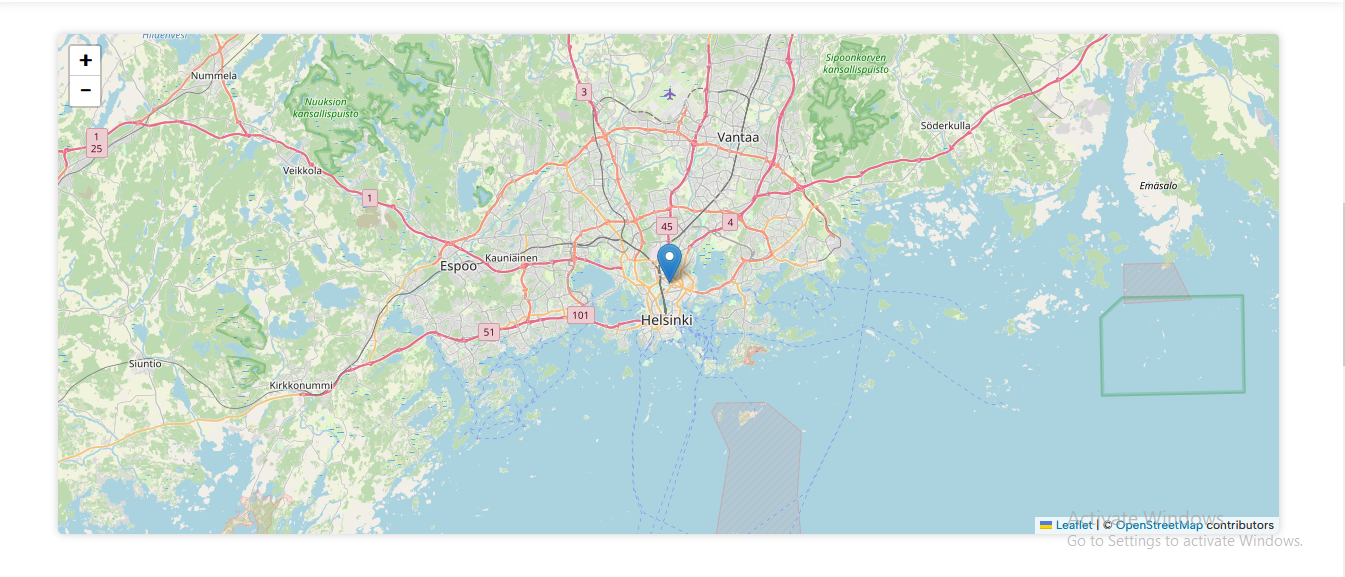 Hiidenvesi
+
−
Nummela
Nuuksion
kansallispuisto
3
Sipoonkorven
kansallispuisto
1
25
Vantaa
Söderkulla
Veikkola
Emäsalo
1
45
4
Espoo
Kauniainen
101
Helsinki
51
Siuntio
Kirkkonummi
Activate Windows
Leaflet | © OpenStreetMap contributors
Go to Settings to activate Windows.